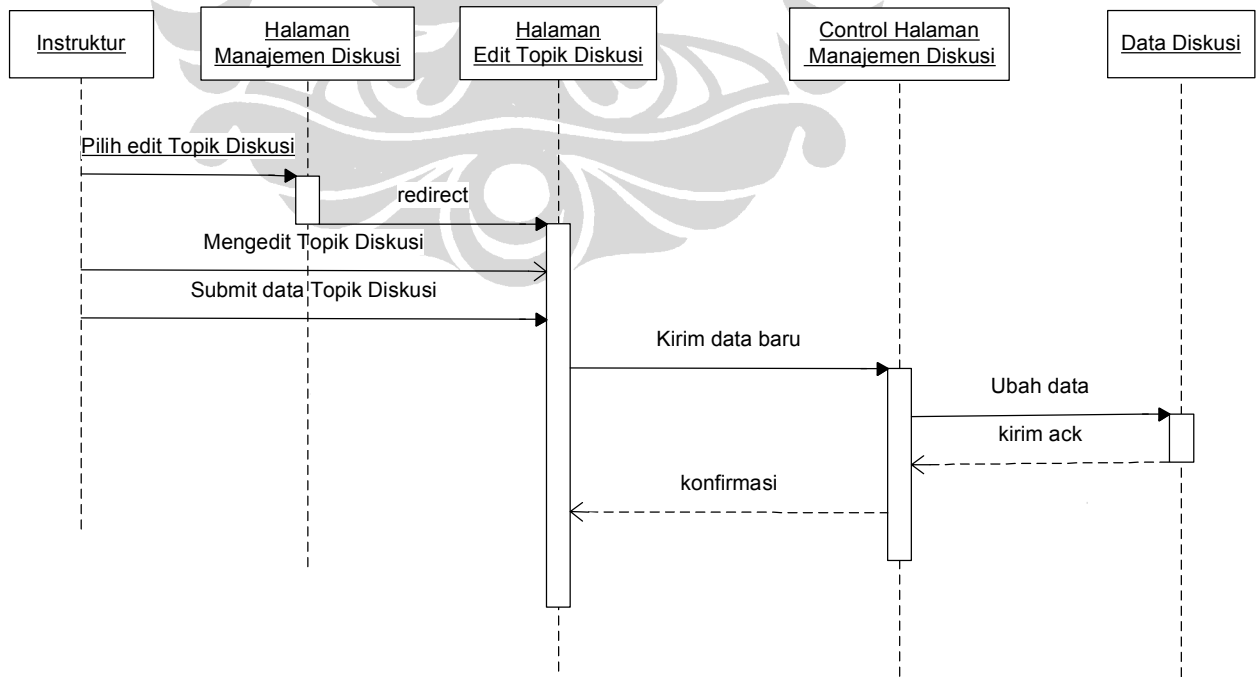 Instruktur
Halaman
Manajemen Diskusi
Halaman
Edit Topik Diskusi
Control Halaman
Manajemen Diskusi
Data Diskusi
Pilih edit Topik Diskusi
redirect
Mengedit Topik Diskusi
Submit data Topik Diskusi
Kirim data baru
Ubah data
kirim ack
konfirmasi